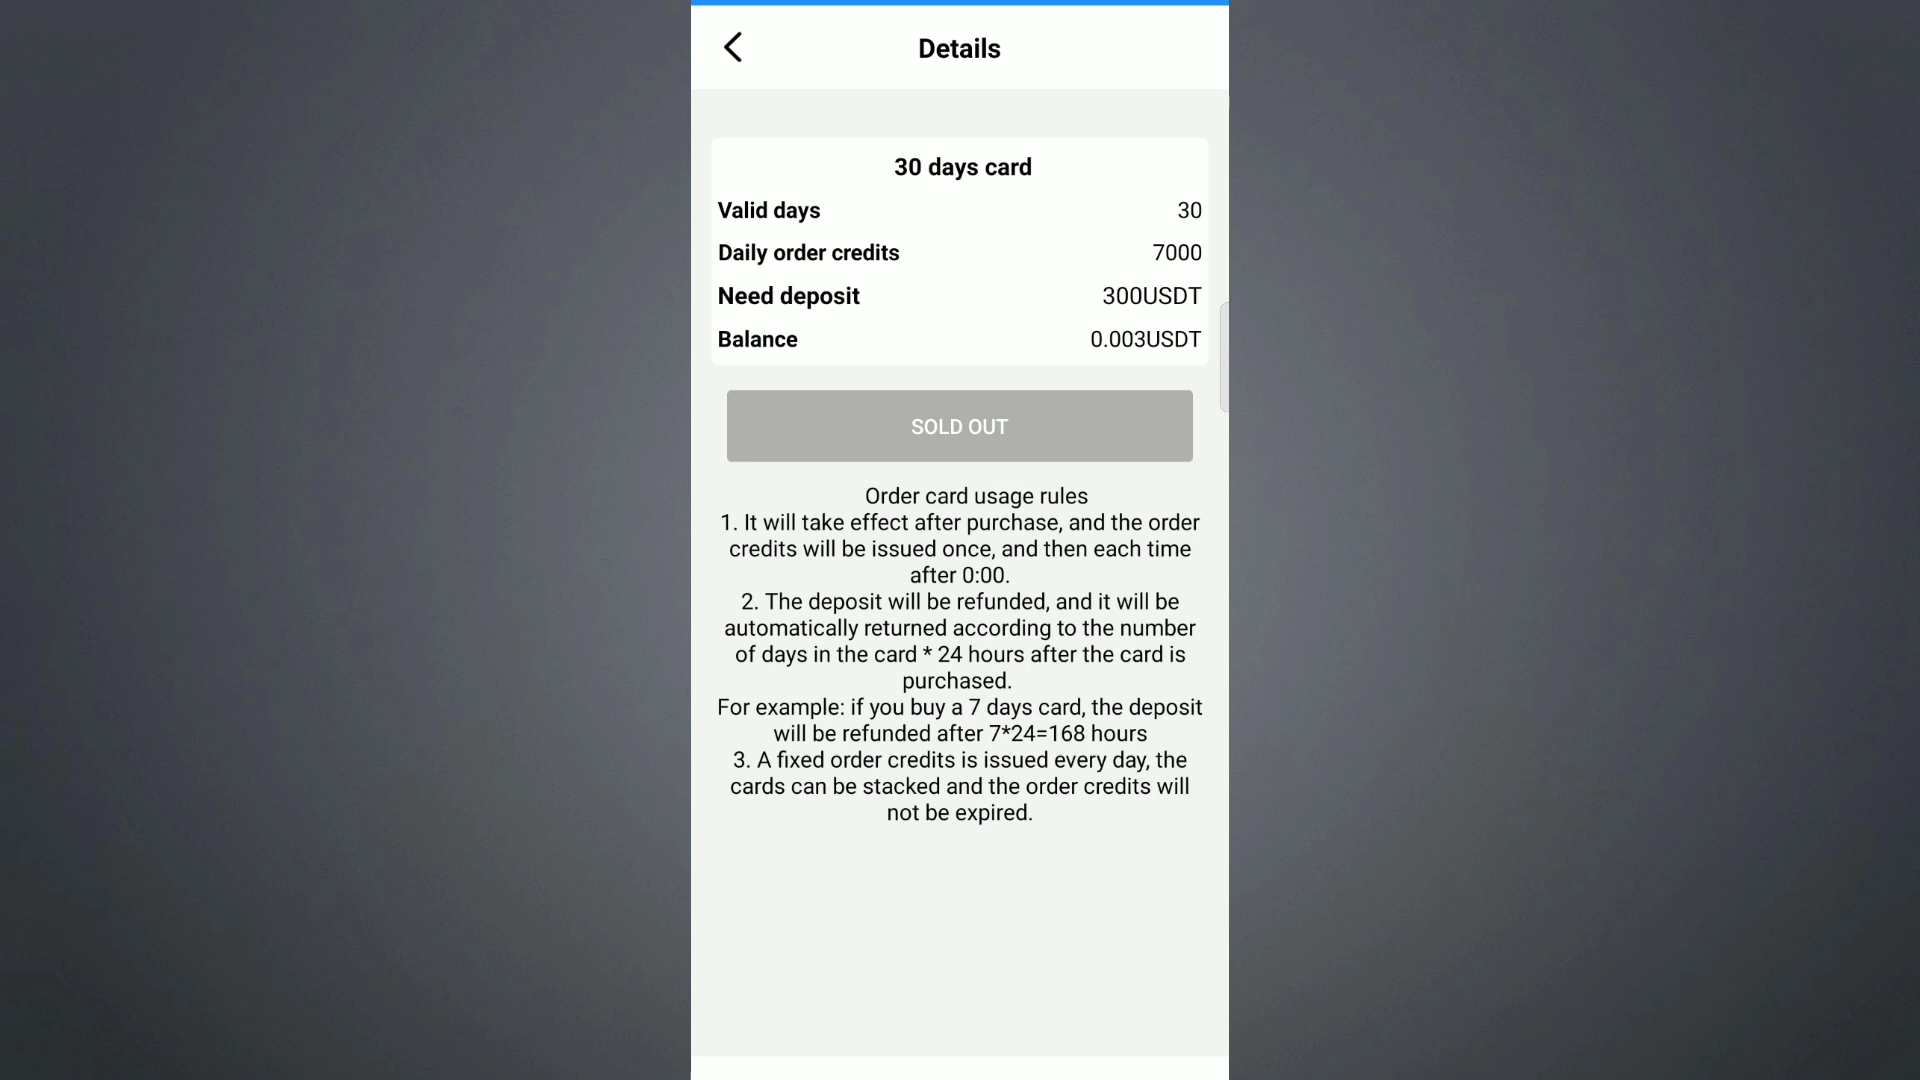 Details
30 days card
Valid days 30
Daily order credits 7000
Need deposit 300USDT
Balance 0.003USDT
SOLD OUT
Order card usage rules
1. It will take effect after purchase, and the order
credits will be issued once, and then each time
after 0:00.
2. The deposit will be refunded, and it will be
automatically returned according to the number
of days in the card * 24 hours after the card is
purchased.
For example: if you buy a 7 days card, the deposit
will be refunded after 7*24=168 hours
3. A fixed order credits is issued every day, the
cards can be stacked and the order credits will
not be expired.